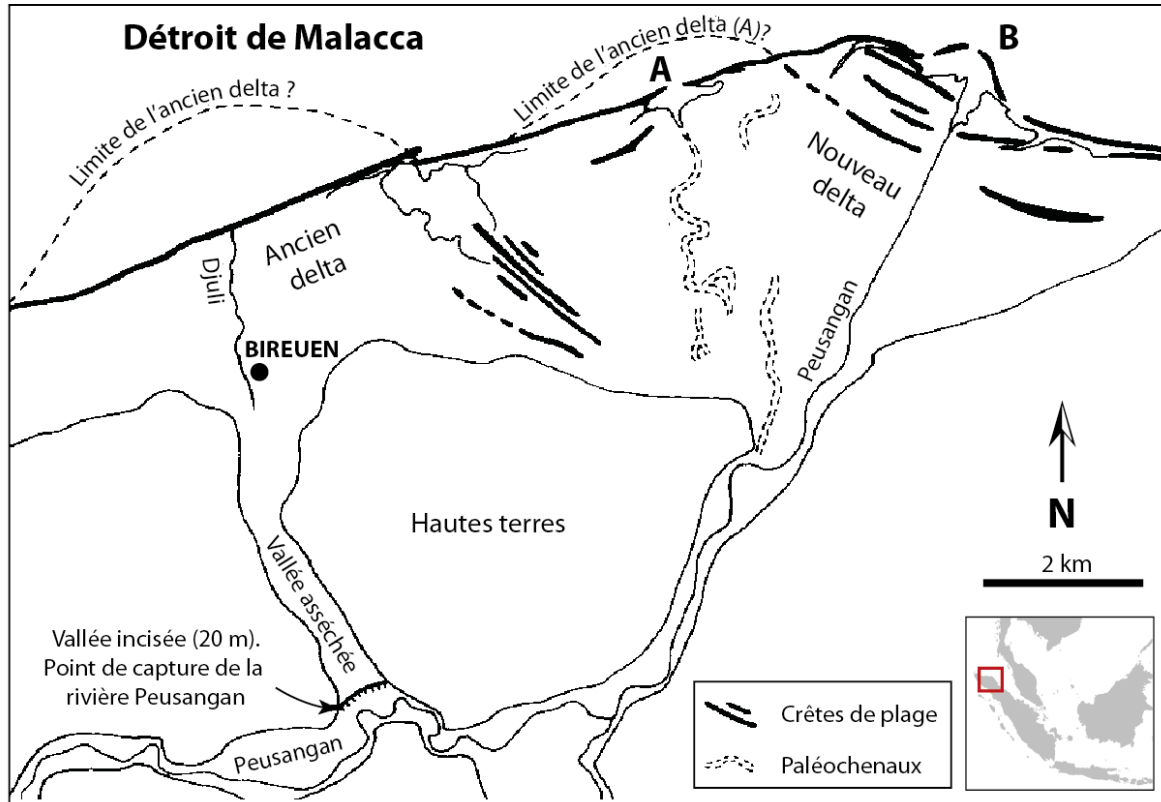 Détroit de Malacca
Limite de l'ancien delta ?
Limite de l'ancien delta (A)?
A
B
Ancien
delta
Nouveau
delta
Djuli
BIREUEN
Peusangan
Hautes terres
N
2 km
Vallée asséchée
Vallée incisée (20 m).
Point de capture de la
rivière Peusangan
Peusangan
Crêtes de plage
Paléochenaux